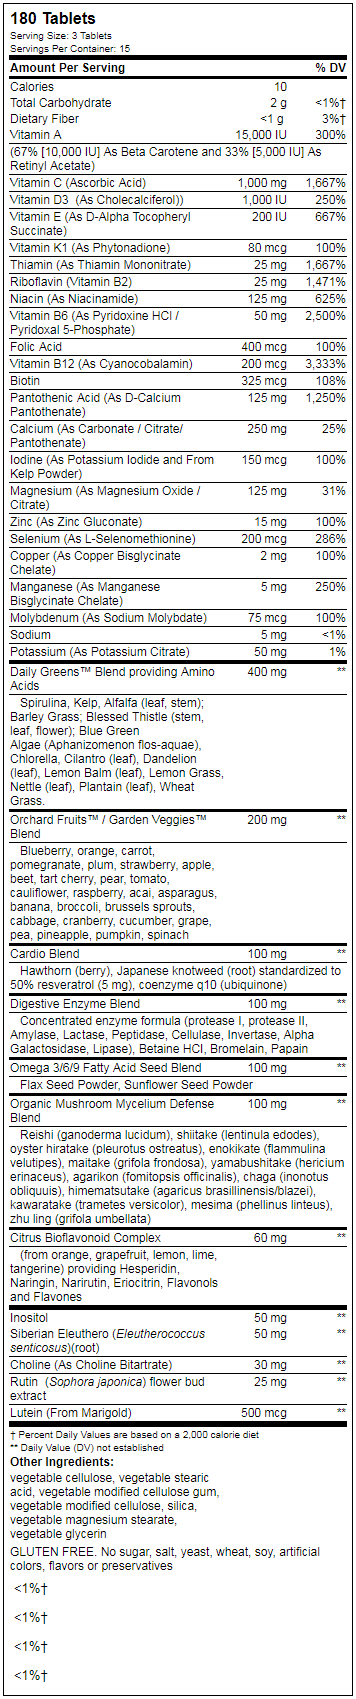 180 Tablets
Serving Size: 3 Tablets
Servings Per Container: 15
Amount Per Serving % DV
Calories 10
Total Carbohydrate 2 g <1%†
Dietary Fiber <1 g 3%†
Vitamin A 15,000 IU 300%
(67% [10,000 IU] As Beta Carotene and 33% [5,000 IU] As
Retinyl Acetate)
Vitamin C (Ascorbic Acid) 1,000 mg 1,667%
Vitamin D3 (As Cholecalciferol)) 1,000 IU 250%
Vitamin E (As D-Alpha Tocopheryl 200 IU 667%
Succinate)
Vitamin K1 (As Phytonadione) 80 mcg 100%
Thiamin (As Thiamin Mononitrate) 25 mg 1,667%
Riboflavin (Vitamin B2) 25 mg 1,471%
Niacin (As Niacinamide) 125 mg 625%
Vitamin B6 (As Pyridoxine HCl / 50 mg 2,500%
Pyridoxal 5-Phosphate)
Folic Acid 400 mcg 100%
Vitamin B12 (As Cyanocobalamin) 200 mcg 3,333%
Biotin 325 mcg 108%
Pantothenic Acid (As D-Calcium 125 mg 1,250%
Pantothenate)
Calcium (As Carbonate / Citrate/ 250 mg 25%
Pantothenate)
Iodine (As Potassium Iodide and From 150 mcg 100%
Kelp Powder)
Magnesium (As Magnesium Oxide / 125 mg 31%
Citrate)
Zinc (As Zinc Gluconate) 15 mg 100%
Selenium (As L-Selenomethionine) 200 mcg 286%
Copper (As Copper Bisglycinate 2 mg 100%
Chelate)
Manganese (As Manganese 5 mg 250%
Bisglycinate Chelate)
Molybdenum (As Sodium Molybdate) 75 mcg 100%
Sodium 5 mg <1%
Potassium (As Potassium Citrate) 50 mg 1%
Daily Greens™ Blend providing Amino 400 mg **
Acids
Spirulina, Kelp, Alfalfa (leaf, stem);
Barley Grass; Blessed Thistle (stem,
leaf, flower); Blue Green
Algae (Aphanizomenon flos-aquae),
Chlorella, Cilantro (leaf), Dandelion
(leaf), Lemon Balm (leaf), Lemon Grass,
Nettle (leaf), Plantain (leaf), Wheat
Grass.
Orchard Fruits™ / Garden Veggies™ 200 mg **
Blend
Blueberry, orange, carrot,
pomegranate, plum, strawberry, apple,
beet, tart cherry, pear, tomato,
cauliflower, raspberry, acai, asparagus,
banana, broccoli, brussels sprouts,
cabbage, cranberry, cucumber, grape,
pea, pineapple, pumpkin, spinach
Cardio Blend 100 mg **
Hawthorn (berry), Japanese knotweed (root) standardized to
50% resveratrol (5 mg), coenzyme q10 (ubiquinone)
Digestive Enzyme Blend 100 mg **
Concentrated enzyme formula (protease I, protease II,
Amylase, Lactase, Peptidase, Cellulase, Invertase, Alpha
Galactosidase, Lipase), Betaine HCl, Bromelain, Papain
Omega 3/6/9 Fatty Acid Seed Blend 100 mg **
Flax Seed Powder, Sunflower Seed Powder
Organic Mushroom Mycelium Defense 100 mg **
Blend
Reishi (ganoderma lucidum), shiitake (lentinula edodes),
oyster hiratake (pleurotus ostreatus), enokitake (flammulina
velutipes), maitake (grifola frondosa), yamabushitake (hericium
erinaceus), agarikon (fomitopsis officinalis), chaga (inonotus
obliquuis), himematsutake (agaricus brasillinensis/blazei),
kawaratake (trametes versicolor), mesima (phellinus linteus),
zhu ling (grifola umbellata)
Citrus Bioflavonoid Complex 60 mg **
(from orange, grapefruit, lemon, lime,
tangerine) providing Hesperidin,
Naringin, Narirutin, Eriocitrin, Flavonols
and Flavones
Inositol 50 mg **
Siberian Eleuthero (Eleutherococcus 50 mg **
senticosus)(root)
Choline (As Choline Bitartrate) 30 mg **
Rutin (Sophora japonica) flower bud 25 mg **
extract
Lutein (From Marigold) 500 mcg **
† Percent Daily Values are based on a 2,000 calorie diet
** Daily Value (DV) not established
Other Ingredients:
vegetable cellulose, vegetable stearic
acid, vegetable modified cellulose gum,
vegetable modified cellulose, silica,
vegetable magnesium stearate,
vegetable glycerin
GLUTEN FREE. No sugar, salt, yeast, wheat, soy, artificial
colors, flavors or preservatives
<1%†
<1%†
<1%†
<1%†